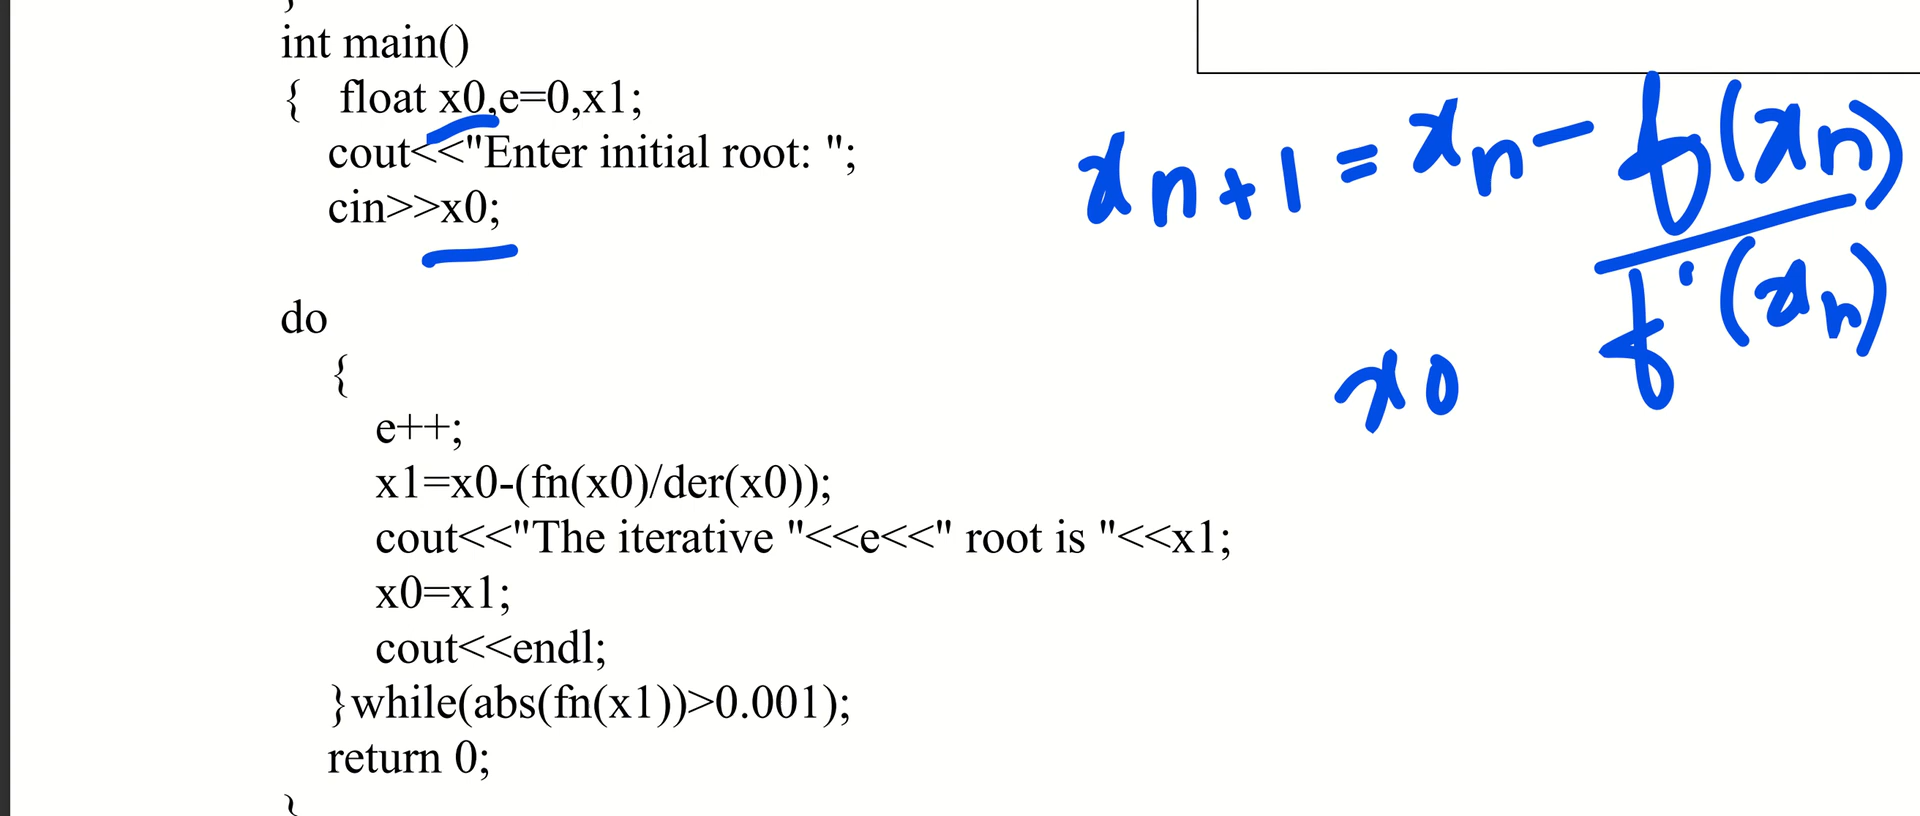 }
int main()
{ float x0,e=0,x1;
cout<<"Enter initial root: ";
cin>>x0;
do
{
e++;
x1=x0-(fn(x0)/der(x0));
cout<<"The iterative "<<e<<" root is "<<x1;
x0=x1;
cout<<endl;
}while(abs(fn(x1))>0.001);
return 0;
}
xn+1 = xn - f(xn)
f'(xn)
x0